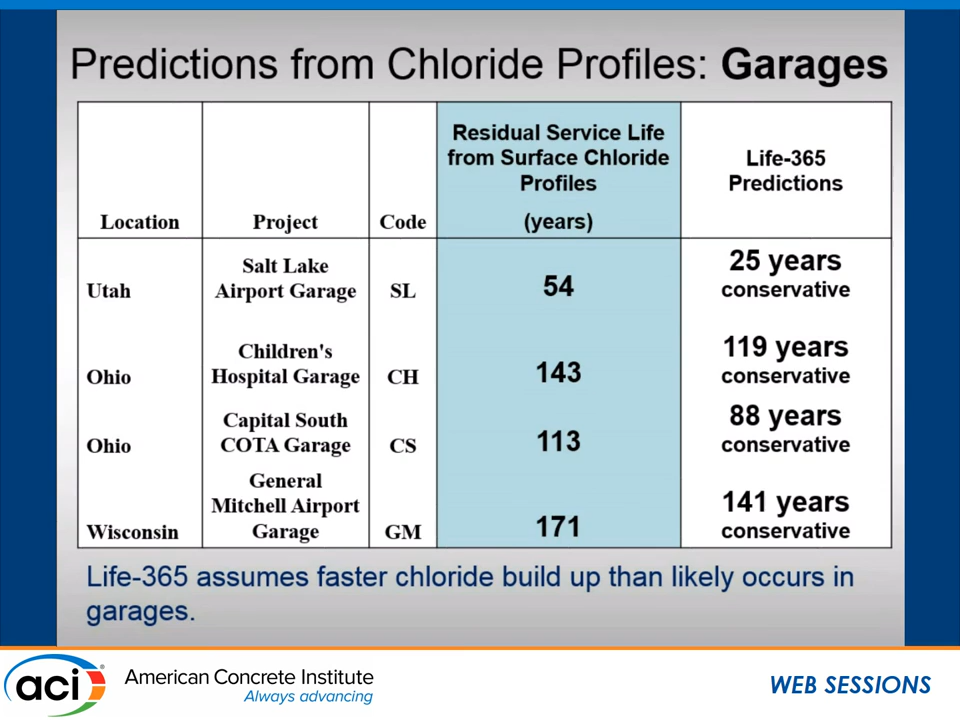 Predictions from Chloride Profiles: Garages
Location
Project
Code
Residual Service Life
from Surface Chloride
Profiles
(years)
Life-365
Predictions
Utah
Salt Lake
Airport Garage
SL
54
25 years
conservative
Ohio
Children's
Hospital Garage
CH
143
119 years
conservative
Ohio
Capital South
COTA Garage
CS
113
88 years
conservative
Wisconsin
General
Mitchell Airport
Garage
GM
171
141 years
conservative
Life-365 assumes faster chloride build up than likely occurs in
garages.
aci
American Concrete Institute
Always advancing
WEB SESSIONS